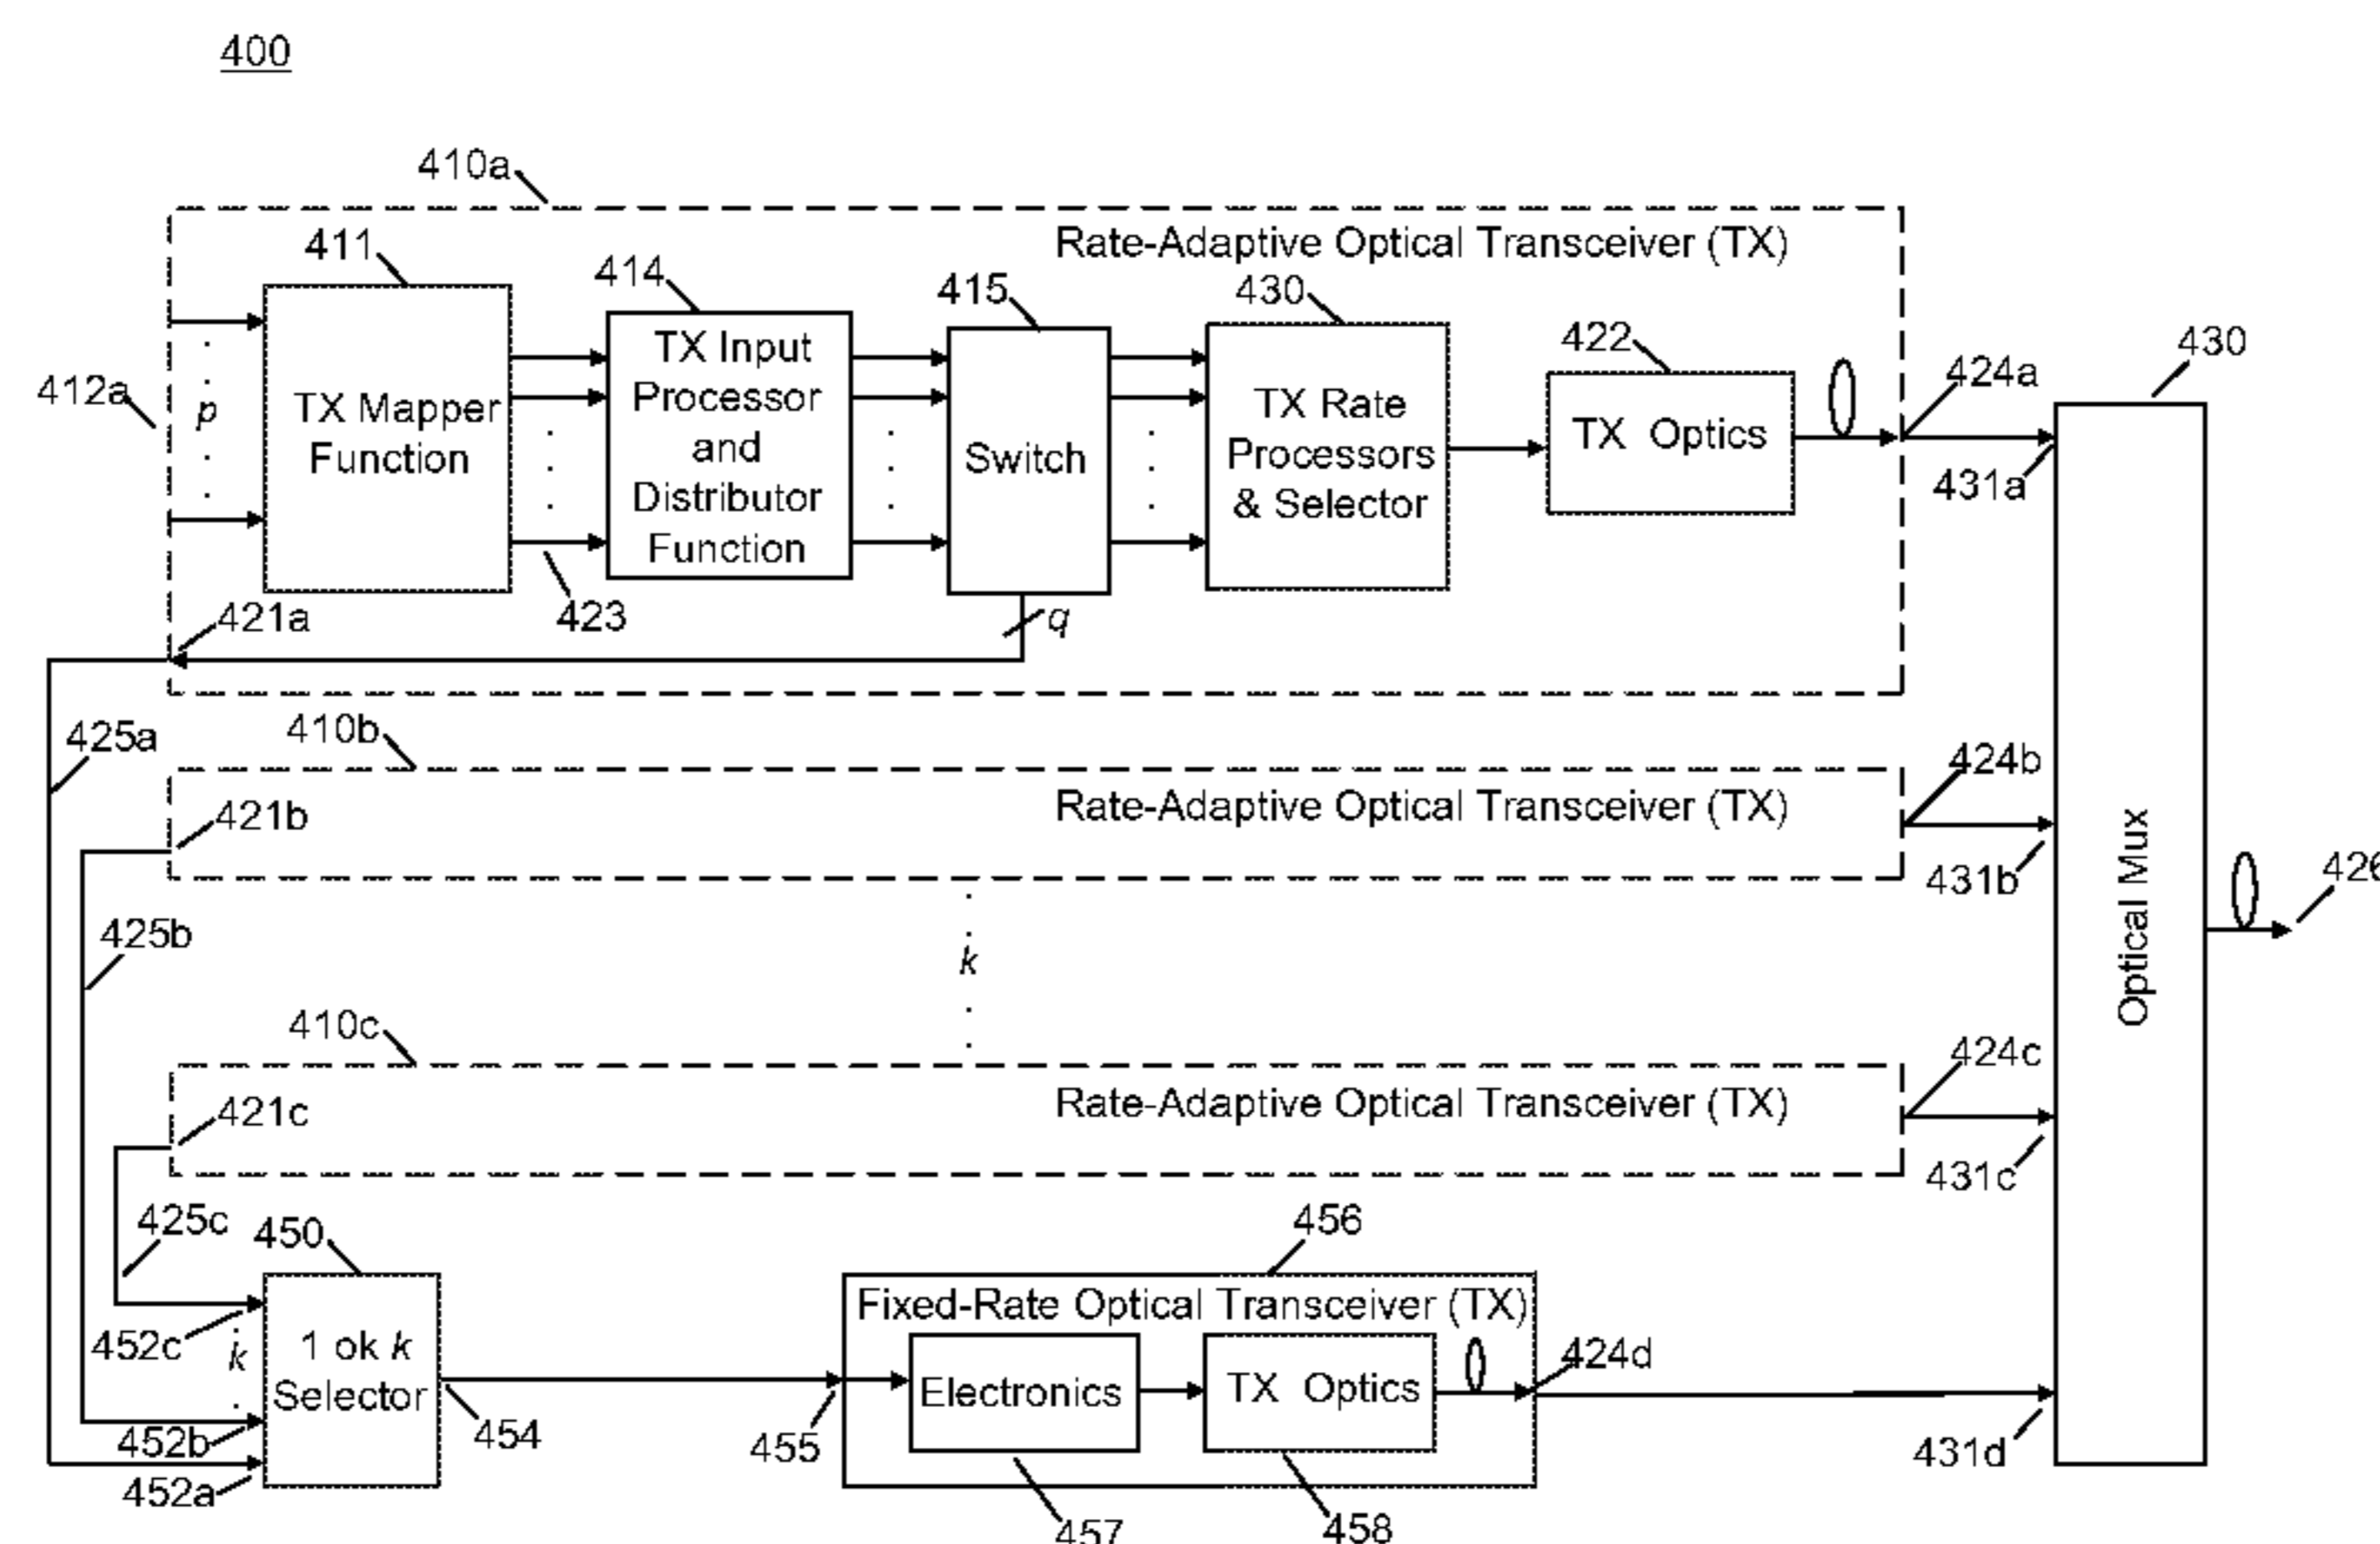 400
410a
Rate-Adaptive Optical Transceiver (TX)
411
414
415
430
422
424a
430
412a
p
TX Mapper
Function
TX Input
Processor
and
Distributor
Function
Switch
TX Rate
Processors
& Selector
TX Optics
431a
421a
423
q
425a
410b
Rate-Adaptive Optical Transceiver (TX)
424b
421b
431b
Optical Mux
426
425b
k
410c
Rate-Adaptive Optical Transceiver (TX)
424c
421c
431c
425c
450
456
Fixed-Rate Optical Transceiver (TX)
452c
k
1 ok k
Selector
Electronics
TX Optics
424d
452b
454
455
431d
452a
457
458